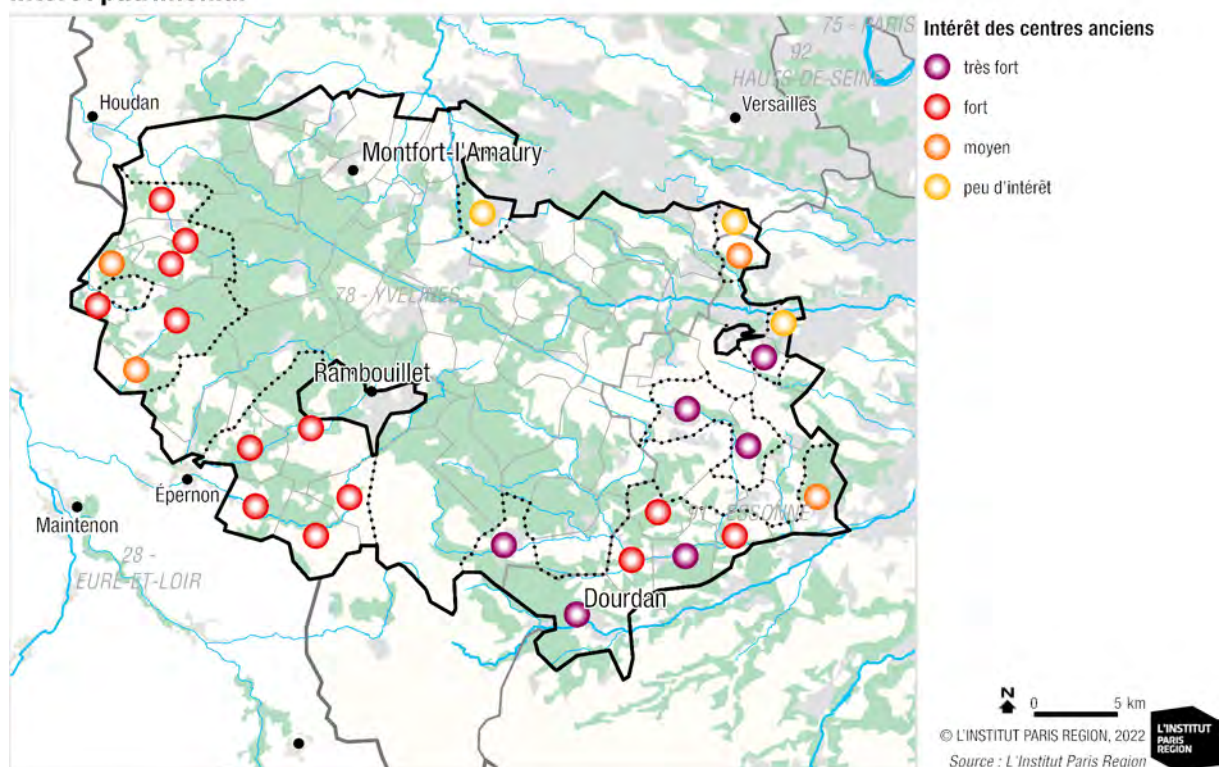 75 - PARIS
92
HAUTS-DE-SEINE
Houdan
Versailles
Montfort-l'Amaury
78 - YVELINES
Rambouillet
Épernon
Maintenon
28 -
EURE-ET-LOIR
91 - ESSONNE
Dourdan
Intérêt des centres anciens
très fort
fort
moyen
peu d'intérêt
N
0 5 km
© L'INSTITUT PARIS REGION, 2022
Source : L'Institut Paris Region
L'INSTITUT
PARIS
REGION